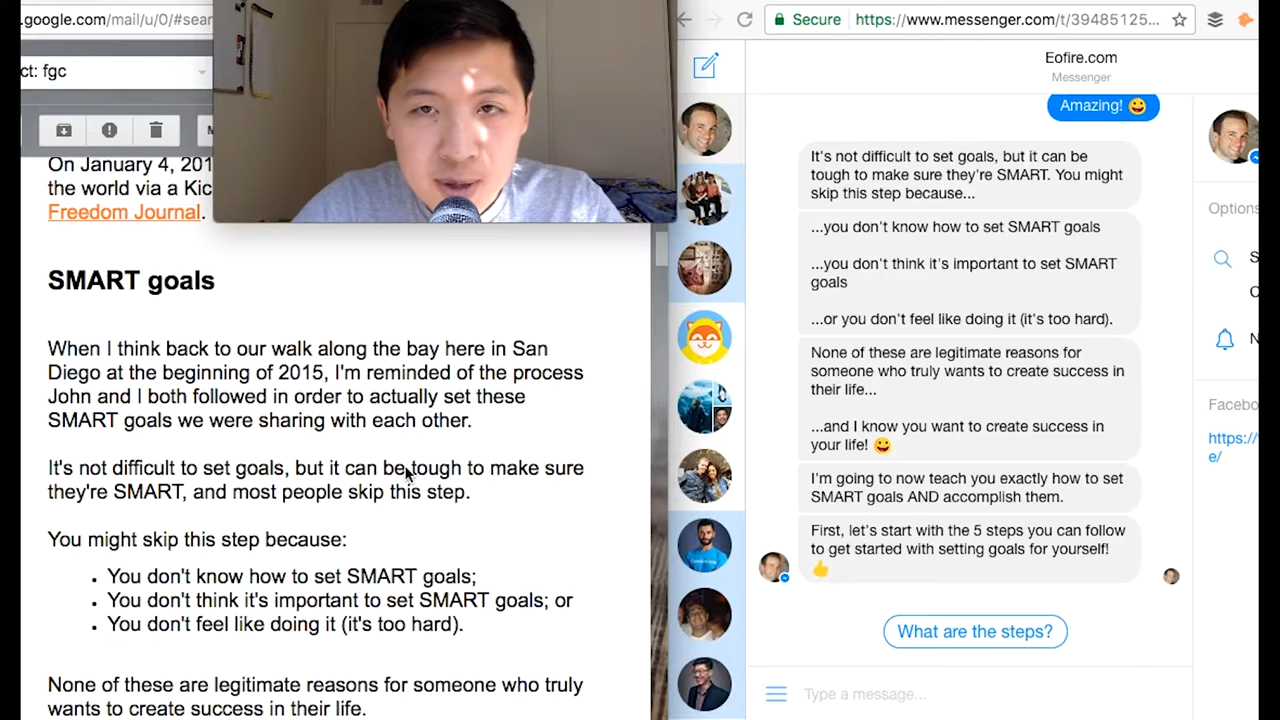 .google.com/mail/u/0/#sear
ct: fgc
On January 4, 201
the world via a Kic
Freedom Journal.
SMART goals
When I think back to our walk along the bay here in San
Diego at the beginning of 2015, I'm reminded of the process
John and I both followed in order to actually set these
SMART goals we were sharing with each other.
It's not difficult to set goals, but it can be tough to make sure
they're SMART, and most people skip this step.
You might skip this step because:
• You don't know how to set SMART goals;
• You don't think it's important to set SMART goals; or
• You don't feel like doing it (it's too hard).
None of these are legitimate reasons for someone who truly
wants to create success in their life.
Secure https://www.messenger.com/t/39485125...
Eofire.com
Messenger
Amazing! 😀
It's not difficult to set goals, but it can be
tough to make sure they're SMART. You might
skip this step because...
...you don't know how to set SMART goals
...you don't think it's important to set SMART
goals
...or you don't feel like doing it (it's too hard).
None of these are legitimate reasons for
someone who truly wants to create success in
their life...
...and I know you want to create success in
your life! 😀
I'm going to now teach you exactly how to set
SMART goals AND accomplish them.
First, let's start with the 5 steps you can follow
to get started with setting goals for yourself!
👍
What are the steps?
Type a message...
Options
S
C
N
Facebo
https://
e/